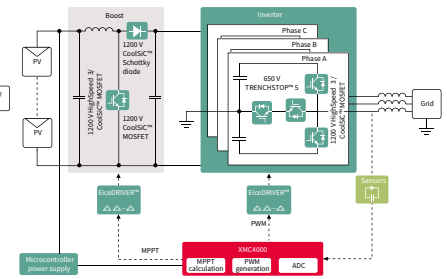 Boost
Inverter
Phase C
Phase B
Phase A
PV
PV
1200 V HighSpeed 3/
CoolSiC™ MOSFET
1200 V
CoolSiC™
Schottky
diode
1200 V
CoolSiC™
MOSFET
650 V
TRENCHSTOP™ 5
1200 V HighSpeed 3 /
CoolSiC™ MOSFET
Grid
EiceDRIVER™
EiceDRIVER™
Sensors
PWM
MPPT
Microcontroller
power supply
XMC4000
MPPT
calculation
PWM
generation
ADC